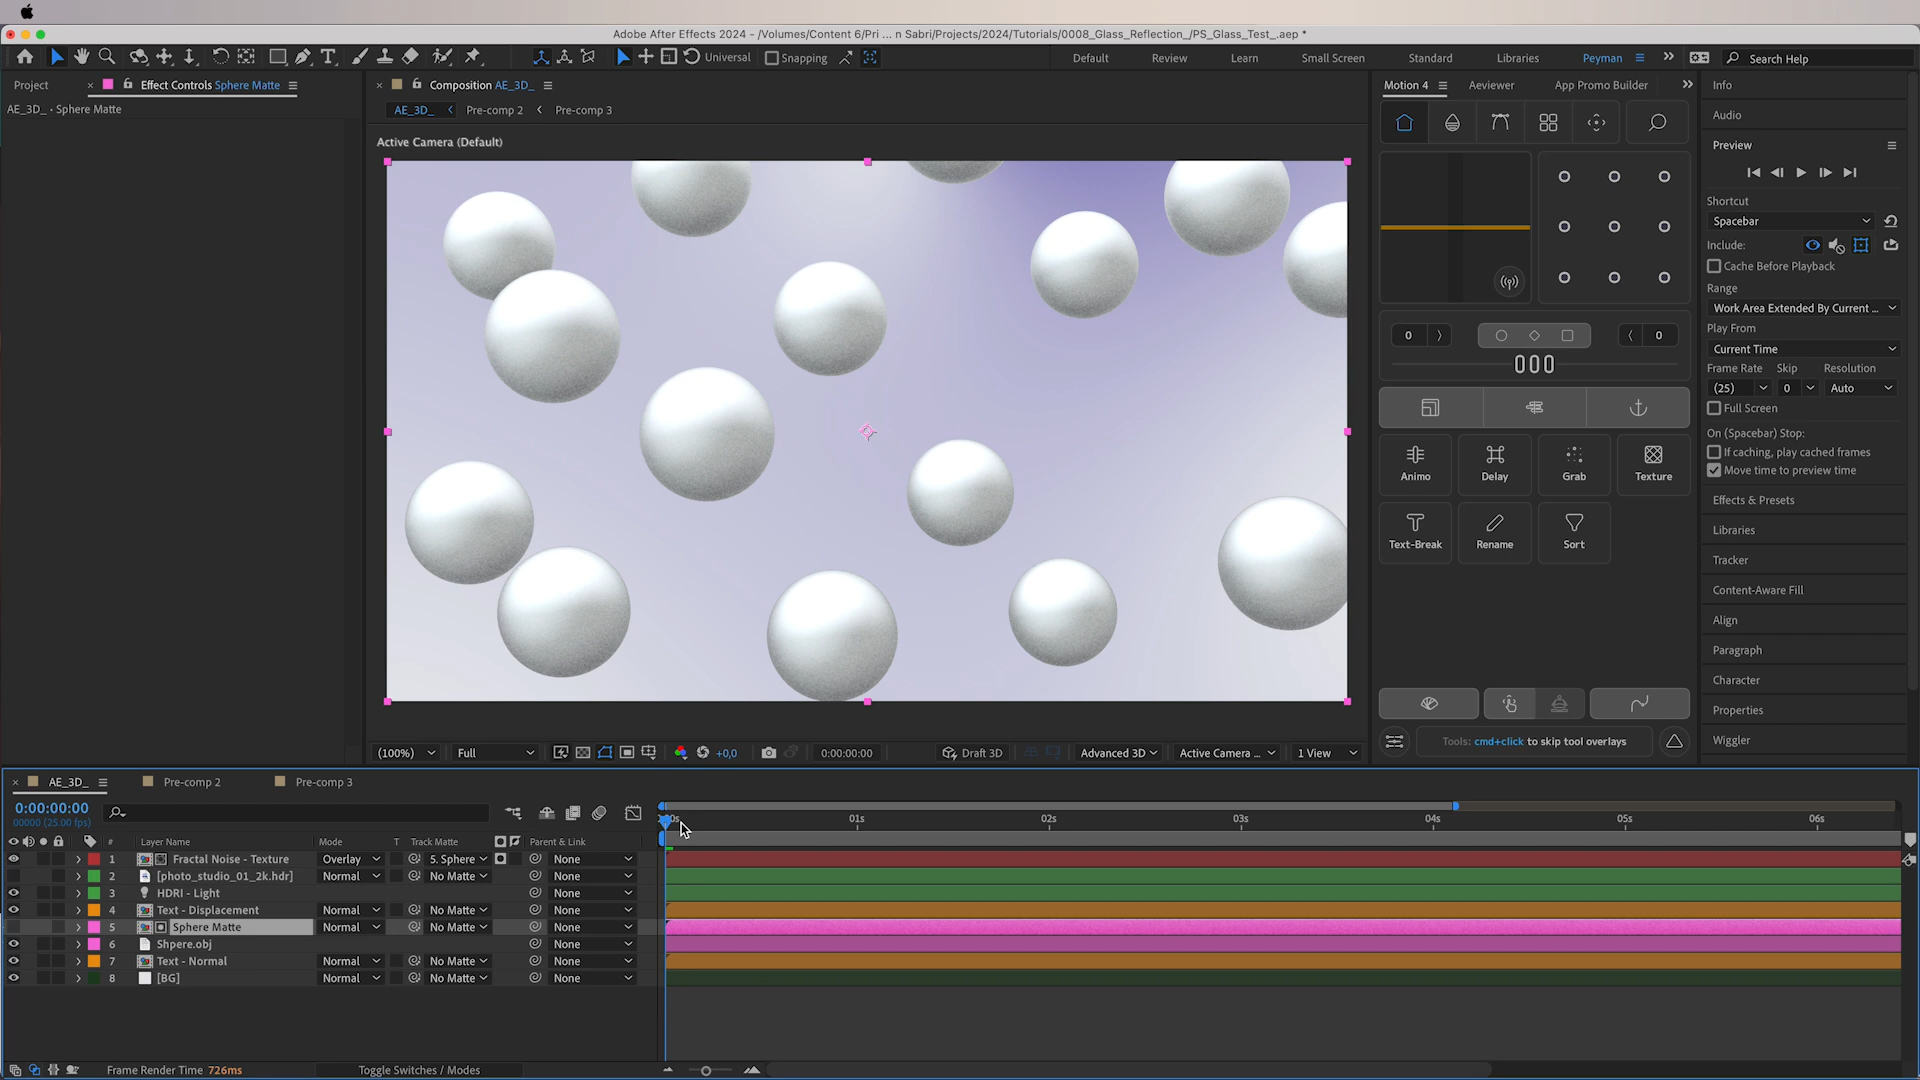 Adobe After Effects 2024 - /Volumes/Content 6/Pri ... n Sabri/Projects/2024/Tutorials/0008_Glass_Reflection_/PS_Glass_Test_.aep *
Universal
Snapping
Default
Review
Learn
Small Screen
Standard
Libraries
Peyman
Search Help
Project
Effect Controls Sphere Matte
AE_3D_ • Sphere Matte
Composition AE_3D_
AE_3D_
Pre-comp 2
Pre-comp 3
Active Camera (Default)
(100%)
Full
+0,0
0:00:00:00
Draft 3D
Advanced 3D
Active Camera ...
1 View
Motion 4
Aeviewer
App Promo Builder
0
0
Animo
Delay
Grab
Texture
Text-Break
Rename
Sort
Tools: cmd+click to skip tool overlays
Info
Audio
Preview
Shortcut
Spacebar
Include:
Cache Before Playback
Range
Work Area Extended By Current ...
Play From
Current Time
Frame Rate Skip Resolution
(25) 0 Auto
Full Screen
On (Spacebar) Stop:
If caching, play cached frames
Move time to preview time
Effects & Presets
Libraries
Tracker
Content-Aware Fill
Align
Paragraph
Character
Properties
Wiggler
AE_3D_
Pre-comp 2
Pre-comp 3
0:00:00:00
00000 (25.00 fps)
01s 02s 03s 04s 05s 06s
# Layer Name Mode T Track Matte Parent & Link
1 Fractal Noise - Texture Overlay 5. Sphere None
2 [photo_studio_01_2k.hdr] Normal No Matte None
3 HDRI - Light None
4 Text - Displacement Normal No Matte None
5 Sphere Matte Normal No Matte None
6 Shpere.obj None
7 Text - Normal Normal No Matte None
8 [BG] Normal No Matte None
Frame Render Time 726ms
Toggle Switches / Modes